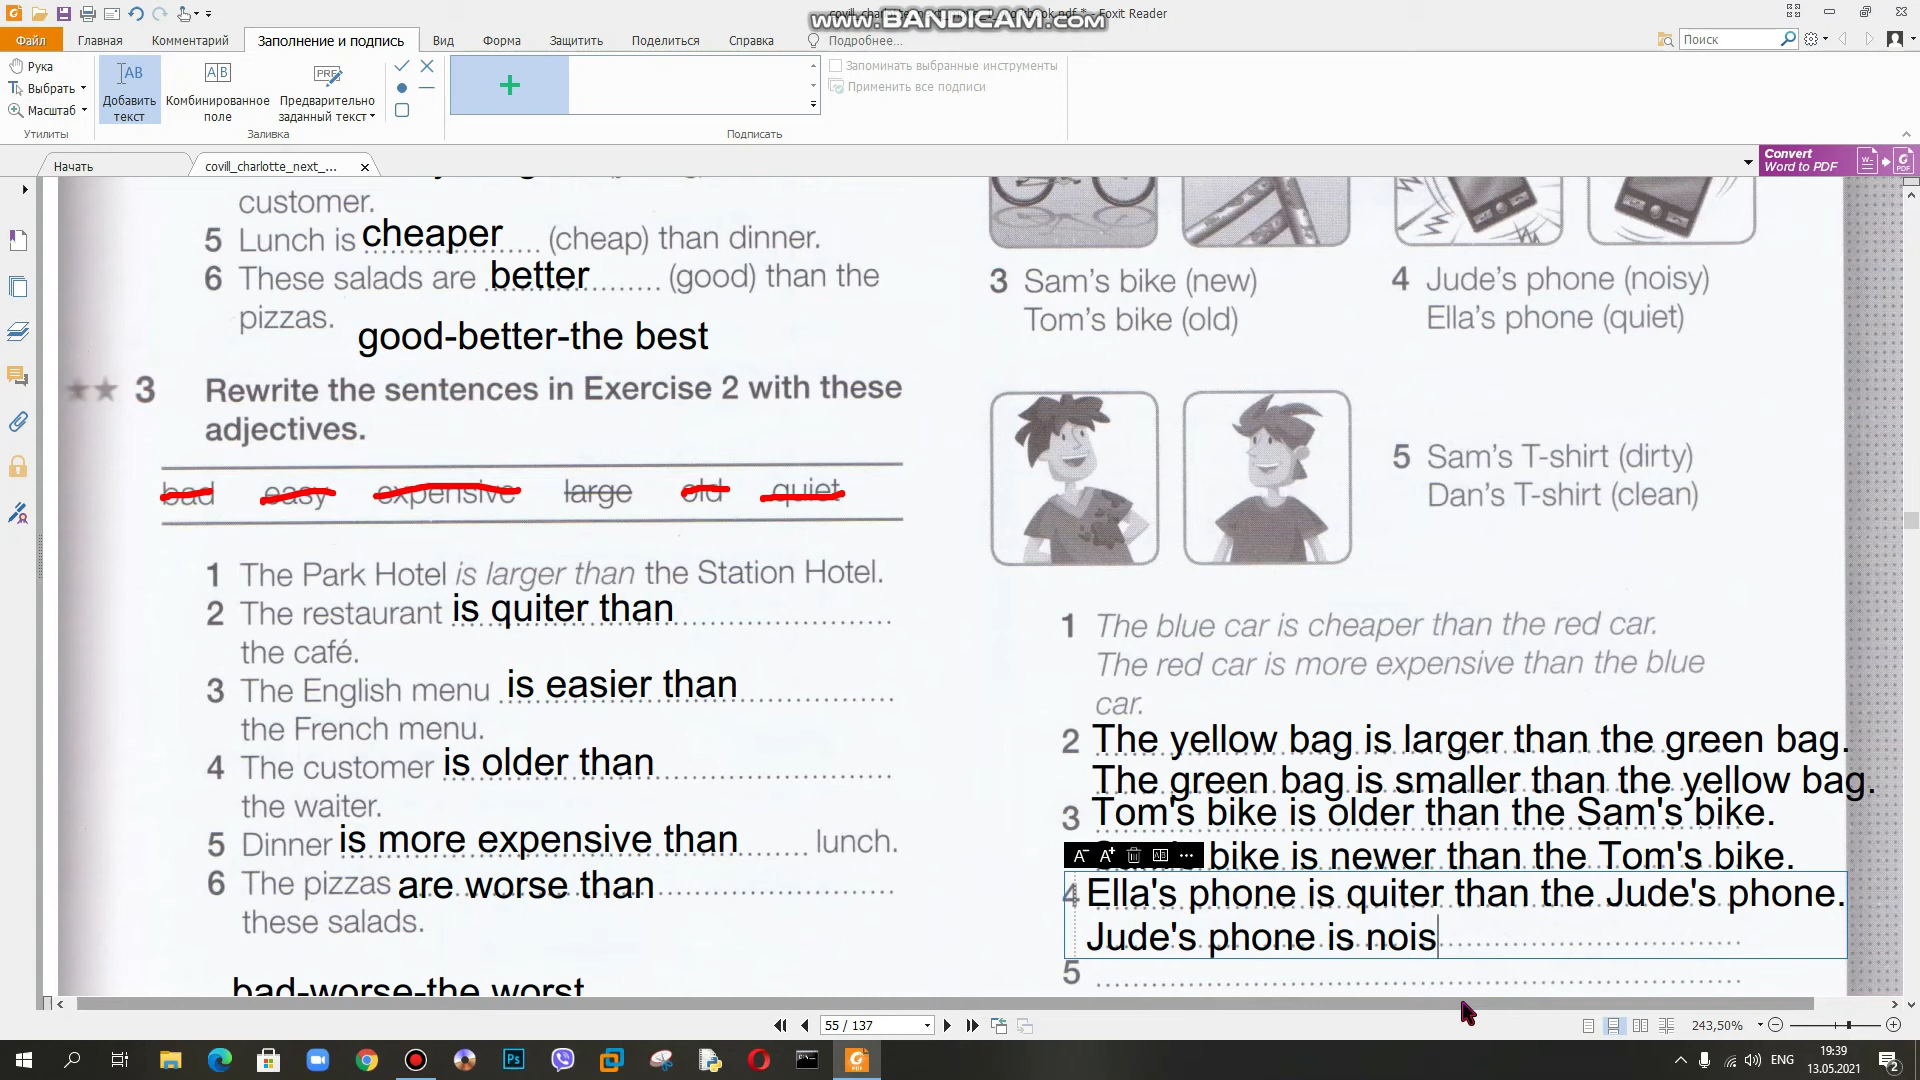 covill_charlotte_next_
book.pdf * - Foxit Reader
www.BANDICAM.com
Файл
Главная
Комментарий
Заполнение и подпись
Вид
Форма
Защитить
Поделиться
Справка
Подробнее...
Поиск
Рука
Выбрать
Масштаб
Утилиты
Добавить текст
Комбинированное поле
Предварительно заданный текст
Заливка
Подписать
Запоминать выбранные инструменты
Применить все подписи
Начать
covill_charlotte_next_...
Convert
Word to PDF
customer.
5 Lunch is cheaper (cheap) than dinner.
6 These salads are better (good) than the
pizzas.
good-better-the best
3 Rewrite the sentences in Exercise 2 with these
adjectives.
bad easy expensive large old quiet
1 The Park Hotel is larger than the Station Hotel.
2 The restaurant is quiter than
the café.
3 The English menu is easier than
the French menu.
4 The customer is older than
the waiter.
5 Dinner is more expensive than lunch.
6 The pizzas are worse than
these salads.
bad-worse-the worst
3 Sam's bike (new)
Tom's bike (old)
4 Jude's phone (noisy)
Ella's phone (quiet)
5 Sam's T-shirt (dirty)
Dan's T-shirt (clean)
1 The blue car is cheaper than the red car.
The red car is more expensive than the blue
car.
2 The yellow bag is larger than the green bag.
The green bag is smaller than the yellow bag.
3 Tom's bike is older than the Sam's bike.
bike is newer than the Tom's bike.
4 Ella's phone is quiter than the Jude's phone.
Jude's phone is nois
5
55 / 137
243,50%
ENG
19:39
13.05.2021
2